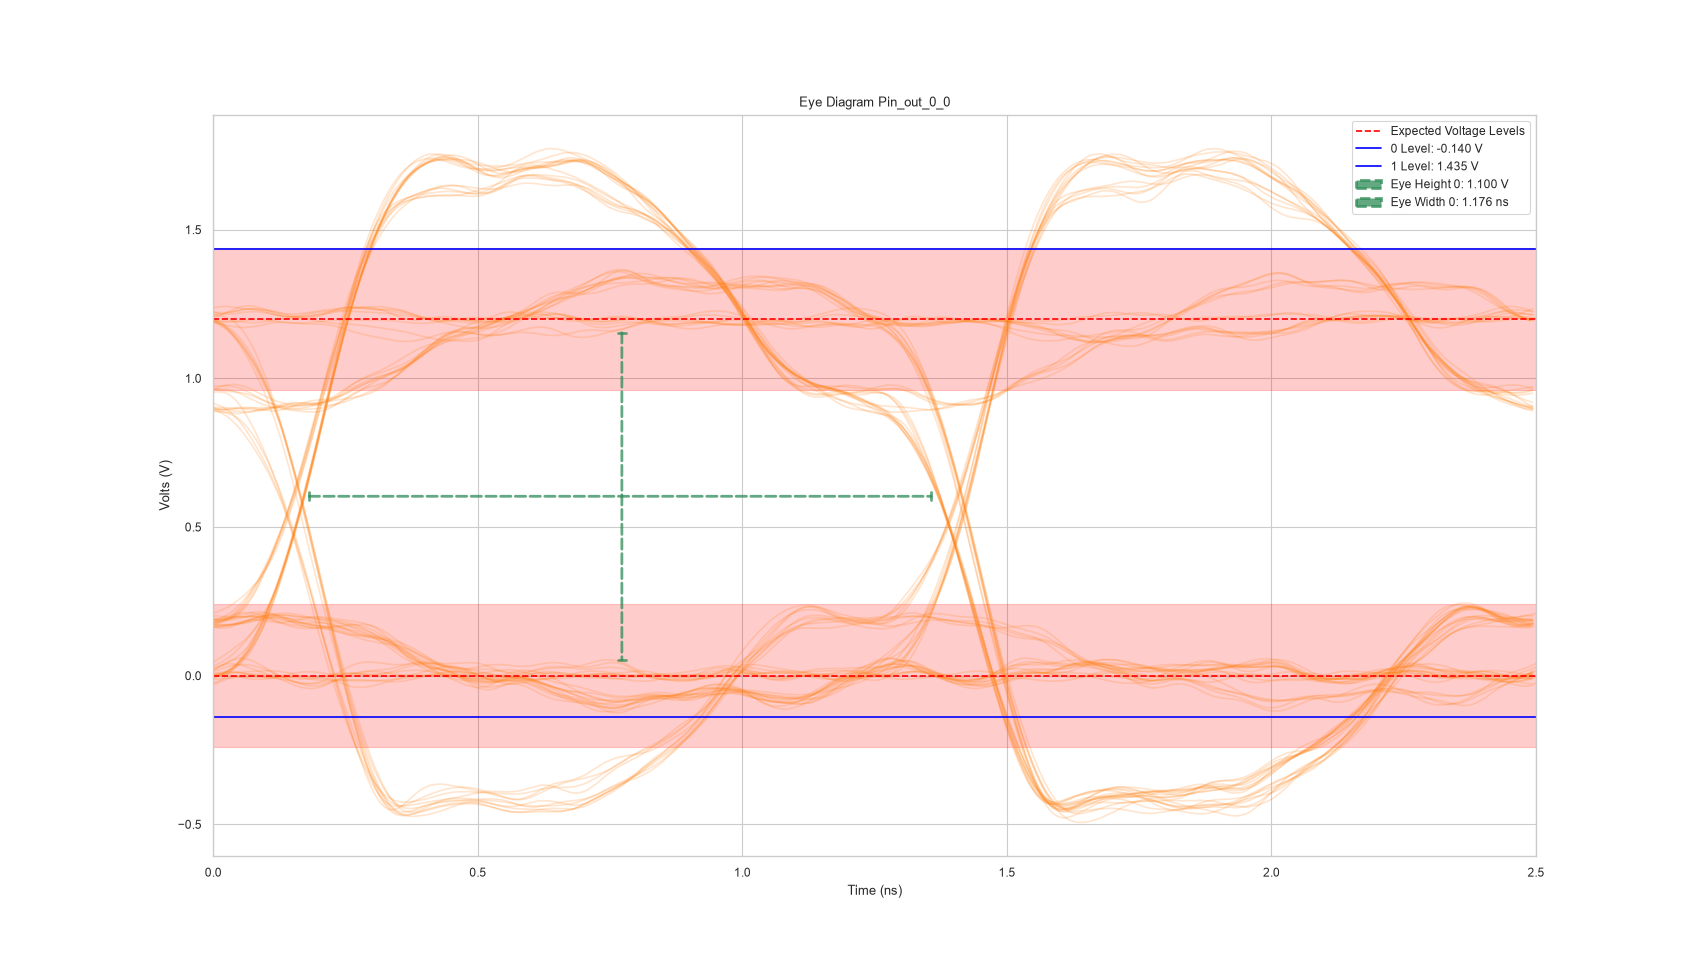 Eye Diagram Pin_out_0_0
Expected Voltage Levels
0 Level: -0.140 V
1 Level: 1.435 V
Eye Height 0: 1.100 V
Eye Width 0: 1.176 ns
1.5
1.0
0.5
0.0
−0.5
Volts (V)
0.0 0.5 1.0 1.5 2.0 2.5
Time (ns)